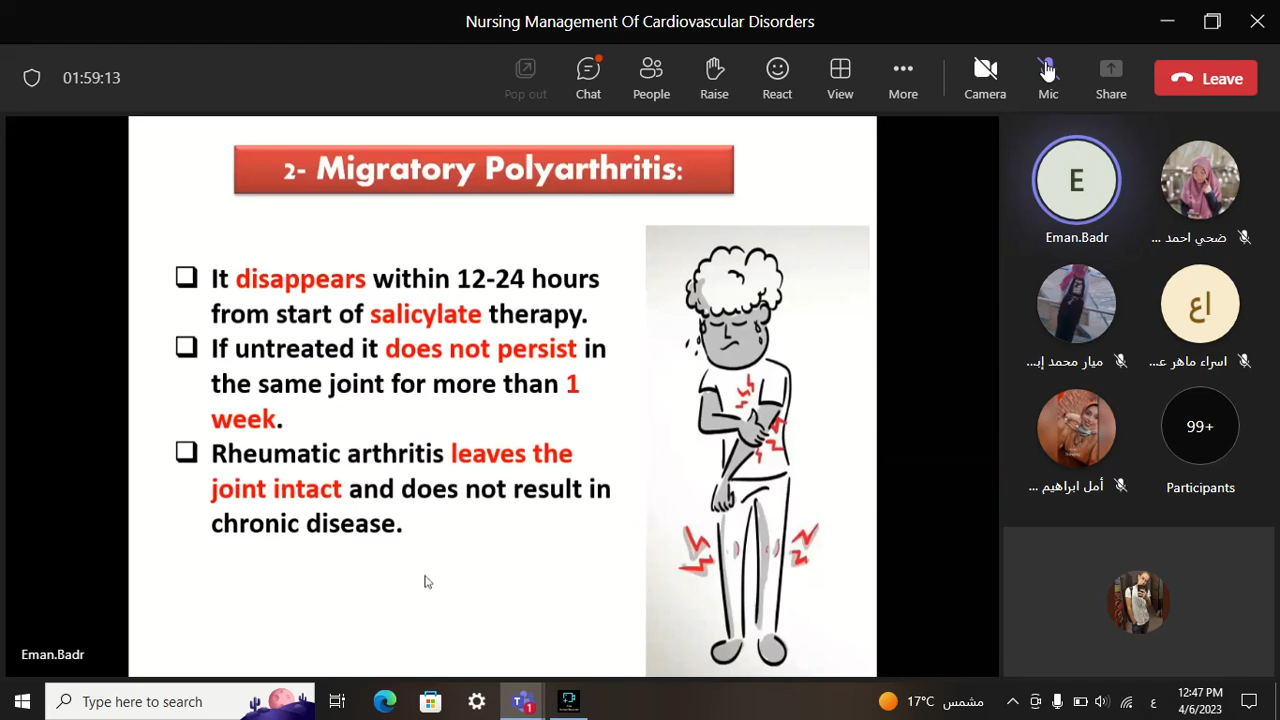 Nursing Management Of Cardiovascular Disorders
01:59:13
Pop out
Chat
People
Raise
React
View
More
Camera
Mic
Share
Leave
2- Migratory Polyarthritis:
It disappears within 12-24 hours
from start of salicylate therapy.
If untreated it does not persist in
the same joint for more than 1
week.
Rheumatic arthritis leaves the
joint intact and does not result in
chronic disease.
Eman.Badr
E
Eman.Badr
ضحي احمد ...
ميار محمد إب...
اع
اسراء ماهر ع...
أمل ابراهيم ...
99+
Participants
Type here to search
1
17°C مشمس
ع
12:47 PM
4/6/2023